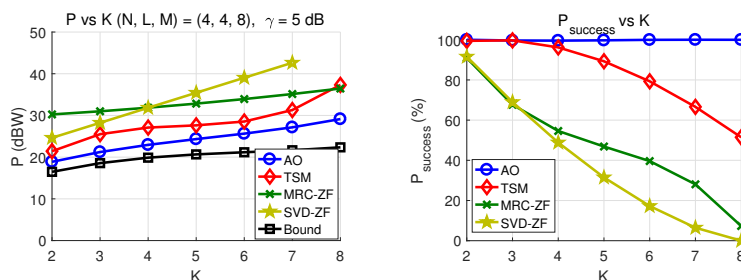 P vs K (N, L, M) = (4, 4, 8), γ = 5 dB
50
40
30
20
10
0
P (dBW)
2 3 4 5 6 7 8
K
AO
TSM
MRC-ZF
SVD-ZF
Bound
P_success vs K
100
80
60
40
20
0
P_success (%)
2 3 4 5 6 7 8
K
AO
TSM
MRC-ZF
SVD-ZF